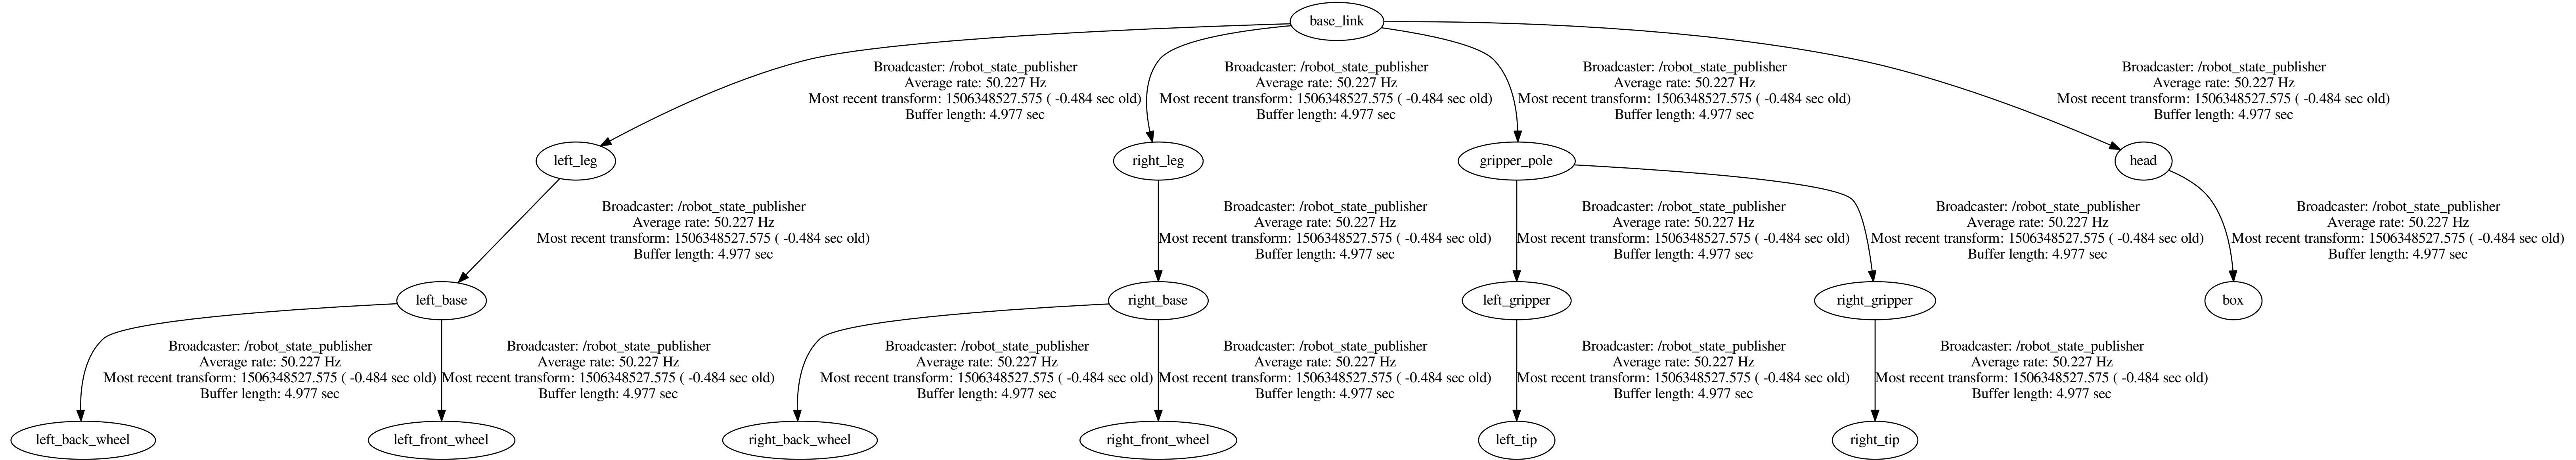 base_link
Broadcaster: /robot_state_publisher
Average rate: 50.227 Hz
Most recent transform: 1506348527.575 ( -0.484 sec old)
Buffer length: 4.977 sec
Broadcaster: /robot_state_publisher
Average rate: 50.227 Hz
Most recent transform: 1506348527.575 ( -0.484 sec old)
Buffer length: 4.977 sec
Broadcaster: /robot_state_publisher
Average rate: 50.227 Hz
Most recent transform: 1506348527.575 ( -0.484 sec old)
Buffer length: 4.977 sec
Broadcaster: /robot_state_publisher
Average rate: 50.227 Hz
Most recent transform: 1506348527.575 ( -0.484 sec old)
Buffer length: 4.977 sec
left_leg
right_leg
gripper_pole
head
Broadcaster: /robot_state_publisher
Average rate: 50.227 Hz
Most recent transform: 1506348527.575 ( -0.484 sec old)
Buffer length: 4.977 sec
Broadcaster: /robot_state_publisher
Average rate: 50.227 Hz
Most recent transform: 1506348527.575 ( -0.484 sec old)
Buffer length: 4.977 sec
Broadcaster: /robot_state_publisher
Average rate: 50.227 Hz
Most recent transform: 1506348527.575 ( -0.484 sec old)
Buffer length: 4.977 sec
Broadcaster: /robot_state_publisher
Average rate: 50.227 Hz
Most recent transform: 1506348527.575 ( -0.484 sec old)
Buffer length: 4.977 sec
Broadcaster: /robot_state_publisher
Average rate: 50.227 Hz
Most recent transform: 1506348527.575 ( -0.484 sec old)
Buffer length: 4.977 sec
left_base
right_base
left_gripper
right_gripper
box
Broadcaster: /robot_state_publisher
Average rate: 50.227 Hz
Most recent transform: 1506348527.575 ( -0.484 sec old)
Buffer length: 4.977 sec
Broadcaster: /robot_state_publisher
Average rate: 50.227 Hz
Most recent transform: 1506348527.575 ( -0.484 sec old)
Buffer length: 4.977 sec
Broadcaster: /robot_state_publisher
Average rate: 50.227 Hz
Most recent transform: 1506348527.575 ( -0.484 sec old)
Buffer length: 4.977 sec
Broadcaster: /robot_state_publisher
Average rate: 50.227 Hz
Most recent transform: 1506348527.575 ( -0.484 sec old)
Buffer length: 4.977 sec
Broadcaster: /robot_state_publisher
Average rate: 50.227 Hz
Most recent transform: 1506348527.575 ( -0.484 sec old)
Buffer length: 4.977 sec
Broadcaster: /robot_state_publisher
Average rate: 50.227 Hz
Most recent transform: 1506348527.575 ( -0.484 sec old)
Buffer length: 4.977 sec
left_back_wheel
left_front_wheel
right_back_wheel
right_front_wheel
left_tip
right_tip